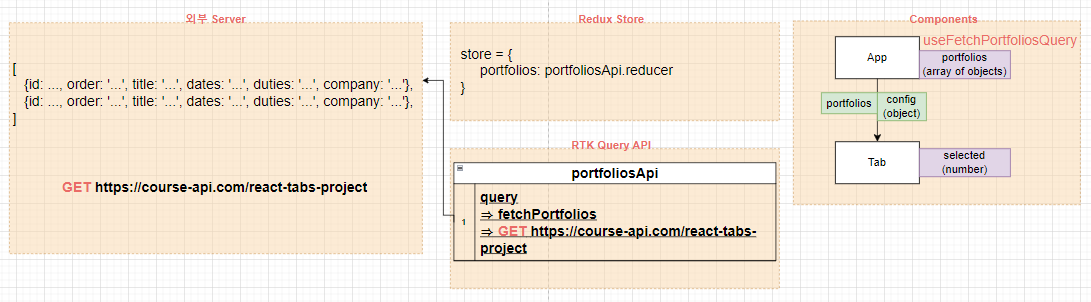 외부 Server
[
{id: ..., order: '...', title: '...', dates: '...', duties: '...', company: '...'},
{id: ..., order: '...', title: '...', dates: '...', duties: '...', company: '...'},
]
GET https://course-api.com/react-tabs-project
Redux Store
store = {
portfolios: portfoliosApi.reducer
}
RTK Query API
portfoliosApi
1
query
⇒ fetchPortfolios
⇒ GET https://course-api.com/react-tabs-
project
Components
useFetchPortfoliosQuery
App
portfolios
(array of objects)
portfolios
config
(object)
Tab
selected
(number)